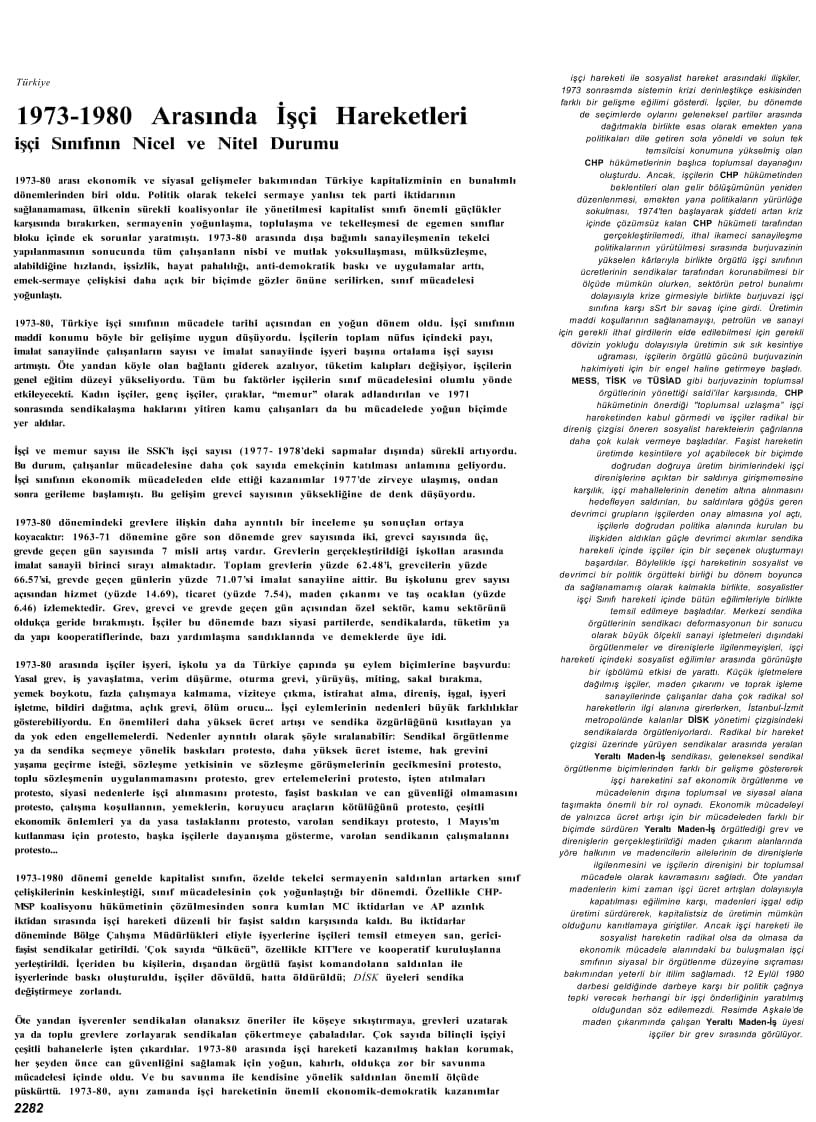 Türkiye
1973-1980 Arasında İşçi Hareketleri
işçi Sınıfının Nicel ve Nitel Durumu
1973-80 arası ekonomik ve siyasal gelişmeler bakımından Türkiye kapitalizminin en bunalımlı
dönemlerinden biri oldu. Politik olarak tekelci sermaye yanlısı tek parti iktidarının
sağlanamaması, ülkenin sürekli koalisyonlar ile yönetilmesi kapitalist sınıfı önemli güçlükler
karşısında bırakırken, sermayenin yoğunlaşma, toplulaşma ve tekelleşmesi de egemen sınıflar
bloku içinde ek sorunlar yaratmıştı. 1973-80 arasında dışa bağımlı sanayileşmenin tekelci
yapılanmasının sonucunda tüm çalışanlann nisbi ve mutlak yoksullaşması, mülksüzleşme,
alabildiğine hızlandı, işsizlik, hayat pahalılığı, anti-demokratik baskı ve uygulamalar arttı,
emek-sermaye çelişkisi daha açık bir biçimde gözler önüne serilirken, sınıf mücadelesi
yoğunlaştı.
1973-80, Türkiye işçi sınıfının mücadele tarihi açısından en yoğun dönem oldu. İşçi sınıfının
maddi konumu böyle bir gelişime uygun düşüyordu. İşçilerin toplam nüfus içindeki payı,
imalat sanayiinde çalışanların sayısı ve imalat sanayiinde işyeri başına ortalama işçi sayısı
artmıştı. Öte yandan köyle olan bağlantı giderek azalıyor, tüketim kalıpları değişiyor, işçilerin
genel eğitim düzeyi yükseliyordu. Tüm bu faktörler işçilerin sınıf mücadelesini olumlu yönde
etkileyecekti. Kadın işçiler, genç işçiler, çıraklar, “memur” olarak adlandırılan ve 1971
sonrasında sendikalaşma haklarını yitiren kamu çalışanları da bu mücadelede yoğun biçimde
yer aldılar.
İşçi ve memur sayısı ile SSK'h işçi sayısı (1977- 1978'deki sapmalar dışında) sürekli artıyordu.
Bu durum, çalışanlar mücadelesine daha çok sayıda emekçinin katılması anlamına geliyordu.
İşçi sınıfının ekonomik mücadeleden elde ettiği kazanımlar 1977'de zirveye ulaşmış, ondan
sonra gerileme başlamıştı. Bu gelişim grevci sayısının yüksekliğine de denk düşüyordu.
1973-80 dönemindeki grevlere ilişkin daha aynntılı bir inceleme şu sonuçlan ortaya
koyacaktır: 1963-71 dönemine göre son dönemde grev sayısında iki, grevci sayısında üç,
grevde geçen gün sayısında 7 misli artış vardır. Grevlerin gerçekleştirildiği işkollan arasında
imalat sanayii birinci sırayı almaktadır. Toplam grevlerin yüzde 62.48'i, grevcilerin yüzde
66.57'si, grevde geçen günlerin yüzde 71.07'si imalat sanayiine aittir. Bu işkolunu grev sayısı
açısından hizmet (yüzde 14.69), ticaret (yüzde 7.54), maden çıkanmı ve taş ocaklan (yüzde
6.46) izlemektedir. Grev, grevci ve grevde geçen gün açısından özel sektör, kamu sektörünü
oldukça geride bırakmıştı. İşçiler bu dönemde bazı siyasi partilerde, sendikalarda, tüketim ya
da yapı kooperatiflerinde, bazı yardımlaşma sandıklannda ve demeklerde üye idi.
1973-80 arasında işçiler işyeri, işkolu ya da Türkiye çapında şu eylem biçimlerine başvurdu:
Yasal grev, iş yavaşlatma, verim düşürme, oturma grevi, yürüyüş, miting, sakal bırakma,
yemek boykotu, fazla çalışmaya kalmama, viziteye çıkma, istirahat alma, direniş, işgal, işyeri
işletme, bildiri dağıtma, açlık grevi, ölüm orucu... İşçi eylemlerinin nedenleri büyük farklılıklar
gösterebiliyordu. En önemlileri daha yüksek ücret artışı ve sendika özgürlüğünü kısıtlayan ya
da yok eden engellemelerdi. Nedenler ayıntılı olarak şöyle sıralanabilir: Sendikal örgütlenme
ya da sendika seçmeye yönelik baskıları protesto, daha yüksek ücret isteme, hak grevini
yaşama geçirme isteği, sözleşme yetkisinin ve sözleşme görüşmelerinin gecikmesini protesto,
toplu sözleşmenin uygulanmamasını protesto, grev ertelemelerini protesto, işten atılmaları
protesto, siyasi nedenlerle işçi alınmasını protesto, faşist baskılan ve can güvenliği olmamasını
protesto, çalışma koşullannın, yemeklerin, koruyucu araçların kötülüğünü protesto, çeşitli
ekonomik önlemleri ya da yasa taslaklannı protesto, varolan sendikayı protesto, 1 Mayıs'm
kutlanması için protesto, başka işçilerle dayanışma gösterme, varolan sendikanın çalışmalannı
protesto...
1973-1980 dönemi genelde kapitalist sınıfın, özelde tekelci sermayenin saldınlan artarken sınıf
çelişkilerinin keskinleştiği, sınıf mücadelesinin çok yoğunlaştığı bir dönemdi. Özellikle CHP-
MSP koalisyonu hükümetinin çözülmesinden sonra kumlan MC iktidarlan ve AP azınlık
iktidan sırasında işçi hareketi düzenli bir faşist saldın karşısında kaldı. Bu iktidarlar
döneminde Bölge Çahşma Müdürlükleri eliyle işyerlerine işçileri temsil etmeyen san, gerici-
faşist sendikalar getirildi. 'Çok sayıda “ülkücü”, özellikle KIT'lere ve kooperatif kuruluşlanna
yerleştirildi. İçeriden bu kişilerin, dışandan örgütlü faşist komandolann saldınlan ile
işyerlerinde baskı oluşturuldu, işçiler dövüldü, hatta öldürüldü; DİSK üyeleri sendika
değiştirmeye zorlandı.
Öte yandan işverenler sendikalan olanaksız öneriler ile köşeye sıkıştırmaya, grevleri uzatarak
ya da toplu grevlere zorlayarak sendikalan çökertmeye çabaladılar. Çok sayıda bilinçli işçiyi
çeşitli bahanelerle işten çıkardılar. 1973-80 arasında işçi hareketi kazanılmış haklan korumak,
her şeyden önce can güvenliğini sağlamak için yoğun, kahırlı, oldukça zor bir savunma
mücadelesi içinde oldu. Ve bu savunma ile kendisine yönelik saldınlan önemli ölçüde
püskürttü. 1973-80, aynı zamanda işçi hareketinin önemli ekonomik-demokratik kazanımlar
2282
işçi hareketi ile sosyalist hareket arasındaki ilişkiler,
1973 sonrasmda sistemin krizi derinleştikçe eskisinden
farklı bir gelişme eğilimi gösterdi. İşçiler, bu dönemde
de seçimlerde oylarını geleneksel partiler arasında
dağıtmakla birlikte esas olarak emekten yana
politikaları dile getiren sola yöneldi ve solun tek
temsilcisi konumuna yükselmiş olan
CHP hükümetlerinin başlıca toplumsal dayanağını
oluşturdu. Ancak, işçilerin CHP hükümetinden
beklentileri olan gelir bölüşümünün yeniden
düzenlenmesi, emekten yana politikaların yürürlüğe
sokulması, 1974'ten başlayarak şiddeti artan kriz
içinde çözümsüz kalan CHP hükümeti tarafından
gerçekleştirilemedi, ithal ikameci sanayileşme
politikalarının yürütülmesi sırasında burjuvazinin
yükselen kârlarıyla birlikte örgütlü işçi sınıfının
ücretlerinin sendikalar tarafından korunabilmesi bir
ölçüde mümkün olurken, sektörün petrol bunalımı
dolayısıyla krize girmesiyle birlikte burjuvazi işçi
sınıfına karşı sSrt bir savaş içine girdi. Üretimin
maddi koşullarının sağlanamayışı, petrolün ve sanayi
için gerekli ithal girdilerin elde edilebilmesi için gerekli
dövizin yokluğu dolayısıyla üretimin sık sık kesintiye
uğraması, işçilerin örgütlü gücünü burjuvazinin
hakimiyeti için bir engel haline getirmeye başladı.
MESS, TİSK ve TÜSİAD gibi burjuvazinin toplumsal
örgütlerinin yönettiği saldi'ilar karşısında, CHP
hükümetinin önerdiği "toplumsal uzlaşma" işçi
hareketinden kabul görmedi ve işçiler radikal bir
direniş çizgisi öneren sosyalist harekteierin çağrılarına
daha çok kulak vermeye başladılar. Faşist hareketin
üretimde kesintilere yol açabilecek bir biçimde
doğrudan doğruya üretim birimlerindeki işçi
direnişlerine açıktan bir saldırıya girişmemesine
karşılık, işçi mahallelerinin denetim altına alınmasını
hedefleyen saldırıları, bu saldırılara göğüs geren
devrimci grupların işçilerden onay almasına yol açtı,
işçilerle doğrudan politika alanında kurulan bu
ilişkiden aldıkları güçle devrimci akımlar sendika
harekeli içinde işçiler için bir seçenek oluşturmayı
başardılar. Böylelikle işçi hareketinin sosyalist ve
devrimci bir politik örgütteki birliği bu dönem boyunca
da sağlanamamış olarak kalmakla birlikte, sosyalistler
işçi Sınıfı hareketi içinde bütün eğilimleriyle birlikte
temsil edilmeye başladılar. Merkezi sendika
örgütlerinin sendikacı deformasyonun bir sonucu
olarak büyük ölçekli sanayi işletmeleri dışındaki
örgütlenmeler ve direnişlerle ilgilenmeyişleri, işçi
hareketi içindeki sosyalist eğilimler arasında görünüşte
bir işbölümü etkisi de yarattı. Küçük işletmelere
dağılmış işçiler, maden çıkarımı ve toprak işleme
sanayilerinde çalışanlar daha çok radikal sol
hareketlerin ilgi alanına girerlerken, İstanbul-İzmit
metropolünde kalanlar DİSK yönetimi çizgisindeki
sendikalarda örgütleniyorlardı. Radikal bir hareket
çizgisi üzerinde yürüyen sendikalar arasında yeralan
Yeraltı Maden-İş sendikası, geleneksel sendikal
örgütlenme biçimlerinden farklı bir gelişme göstererek
işçi hareketini saf ekonomik örgütlenme ve
mücadelenin dışına toplumsal ve siyasal alana
taşımakta önemli bir rol oynadı. Ekonomik mücadeleyi
de yalnızca ücret artışı için bir mücadeleden farklı bir
biçimde sürdüren Yeraltı Maden-İş örgütlediği grev ve
direnişlerin gerçekleştirildiği maden çıkarım alanlarında
yöre halkının ve madencilerin ailelerinin de direnişlerle
ilgilenmesini ve işçilerin direnişini bir toplumsal
mücadele olarak kavramasını sağladı. Öte yandan
madenlerin kimi zaman işçi ücret artışları dolayısıyla
kapatılması eğilimine karşı, madenleri işgal edip
üretimi sürdürerek, kapitalistsiz de üretimin mümkün
olduğunu kanıtlamaya giriştiler. Ancak işçi hareketi ile
sosyalist hareketin radikal olsa da olmasa da
ekonomik mücadele alanındaki bu buluşmaları işçi
smıfının siyasal bir örgütlenme düzeyine sıçraması
bakımından yeterli bir itilim sağlamadı. 12 Eylül 1980
darbesi geldiğinde darbeye karşı bir politik çağrıya
tepki verecek herhangi bir işçi önderliğinin yaratılmış
olduğundan söz edilemezdi. Resimde Aşkale'de
maden çıkarımında çalışan Yeraltı Maden-İş üyesi
işçiler bir grev sırasında görülüyor.